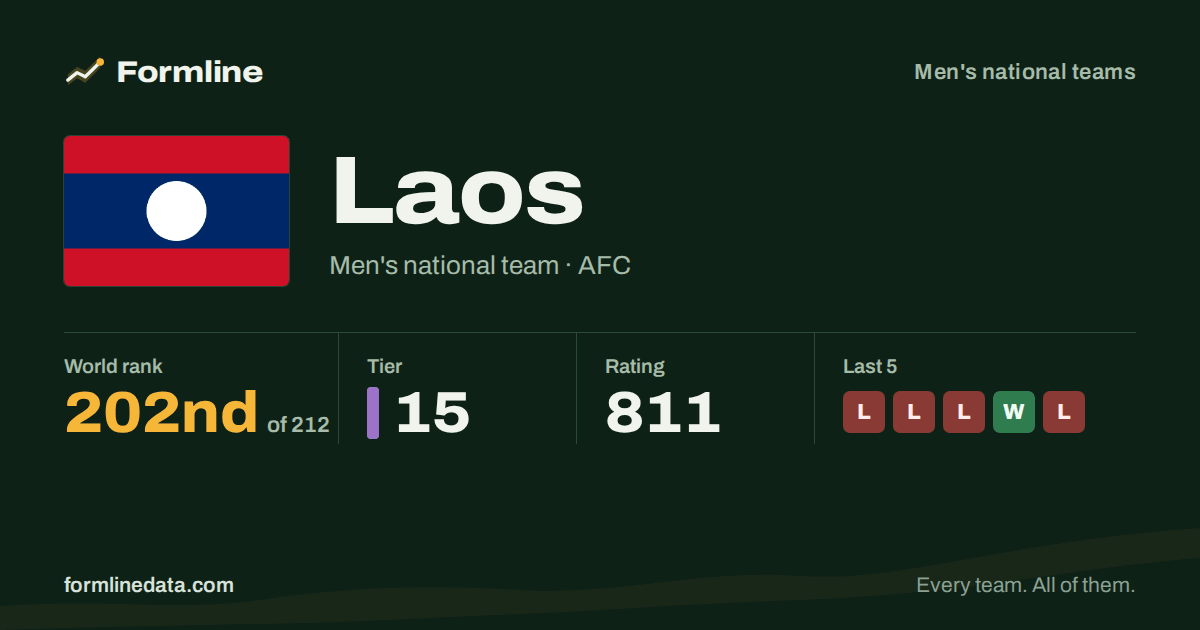 Formline
Men's national teams
Laos
Men's national team · AFC
World rank
202nd of 212
Tier
15
Rating
811
Last 5
L L L W L
formlinedata.com
Every team. All of them.